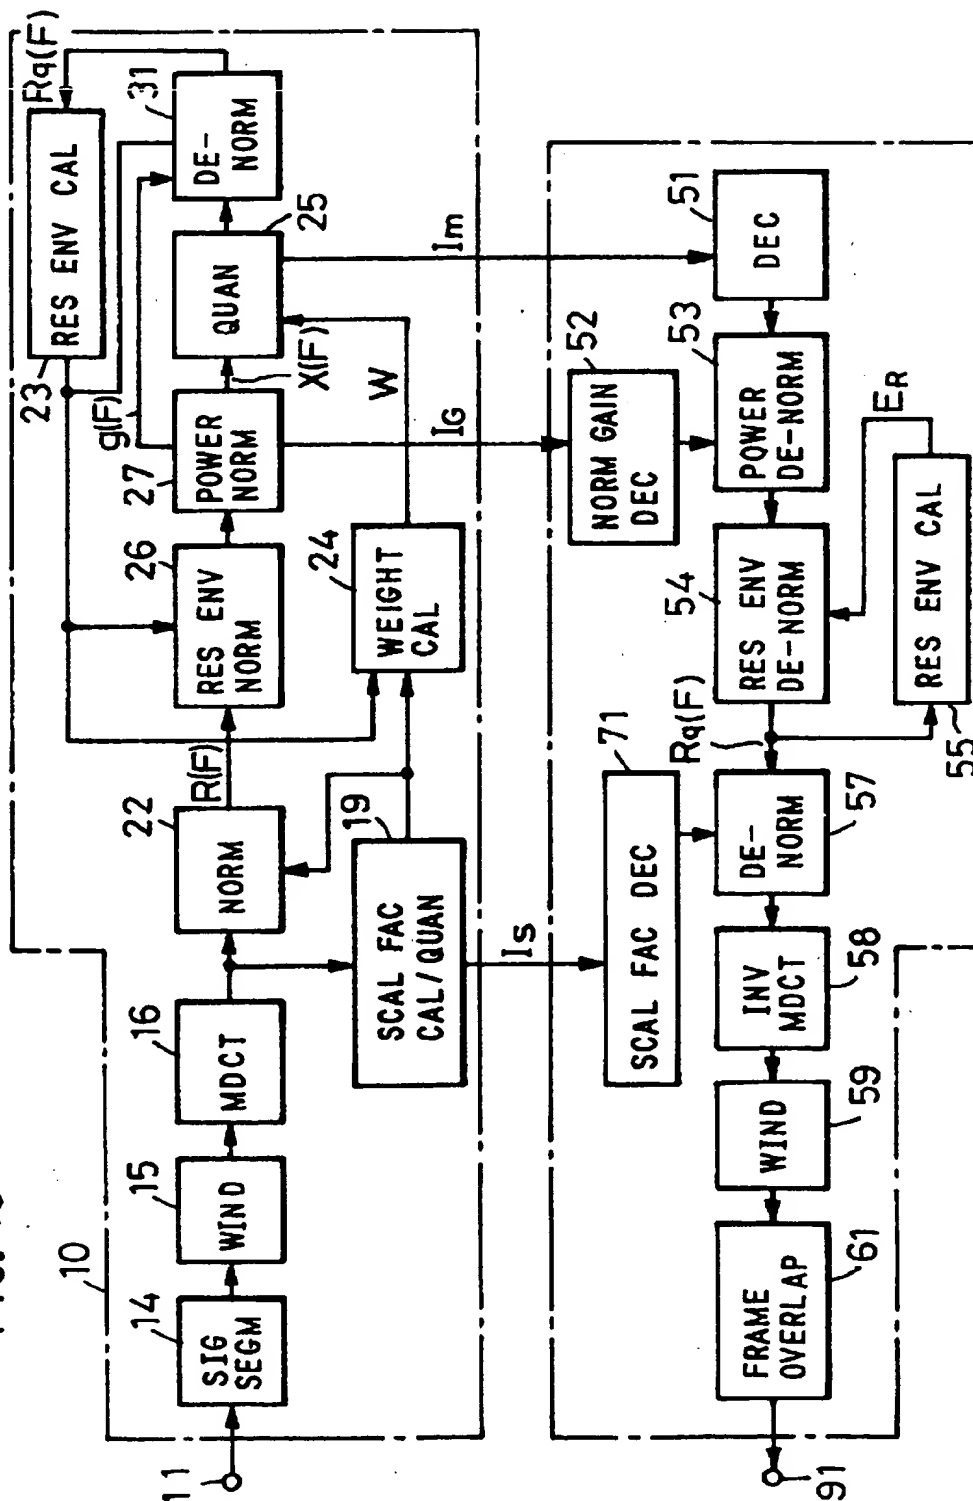 10
11
14
SIG
SEGM
15
WIND
16
MDCT
22
NORM
R(F)
19
SCAL FAC
CAL/QUAN
26
RES ENV
NORM
24
WEIGHT
CAL
27
POWER
NORM
g(F)
X(F)
W
25
QUAN
31
DE-
NORM
23
RES ENV CAL
Rq(F)
Is
IG
Im
51
DEC
52
NORM GAIN
DEC
53
POWER
DE-NORM
54
RES ENV
DE-NORM
ER
55
RES ENV CAL
Rq(F)
71
SCAL FAC DEC
57
DE-
NORM
58
INV
MDCT
59
WIND
61
FRAME
OVERLAP
91